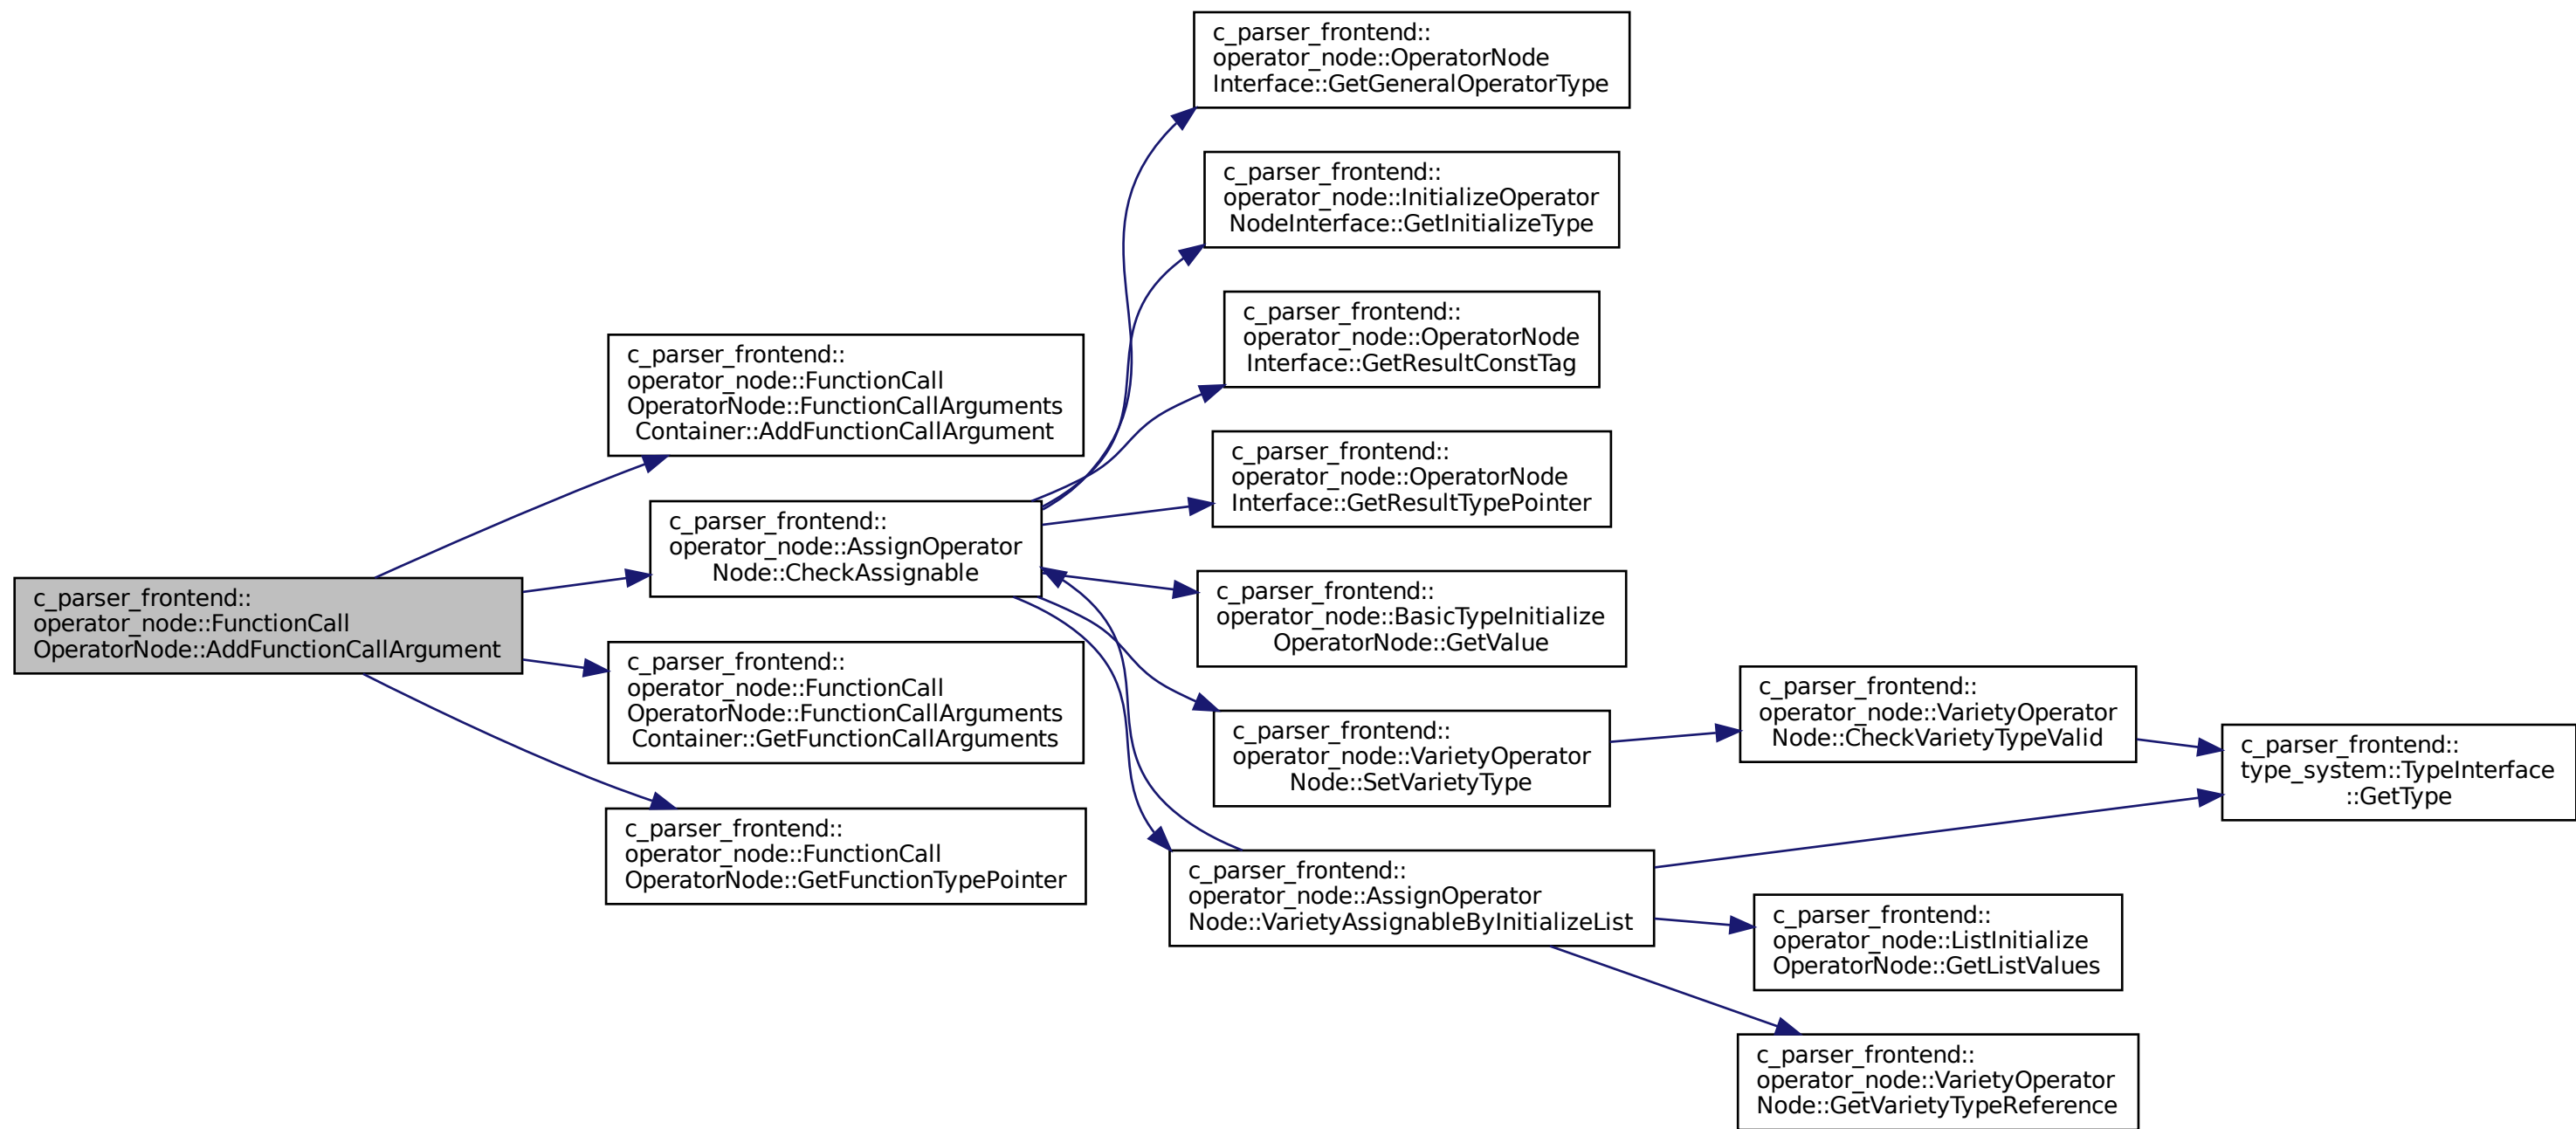 c_parser_frontend::
operator_node::FunctionCall
OperatorNode::AddFunctionCallArgument
c_parser_frontend::
operator_node::FunctionCall
OperatorNode::FunctionCallArguments
Container::AddFunctionCallArgument
c_parser_frontend::
operator_node::AssignOperator
Node::CheckAssignable
c_parser_frontend::
operator_node::FunctionCall
OperatorNode::FunctionCallArguments
Container::GetFunctionCallArguments
c_parser_frontend::
operator_node::FunctionCall
OperatorNode::GetFunctionTypePointer
c_parser_frontend::
operator_node::OperatorNode
Interface::GetGeneralOperatorType
c_parser_frontend::
operator_node::InitializeOperator
NodeInterface::GetInitializeType
c_parser_frontend::
operator_node::OperatorNode
Interface::GetResultConstTag
c_parser_frontend::
operator_node::OperatorNode
Interface::GetResultTypePointer
c_parser_frontend::
operator_node::BasicTypeInitialize
OperatorNode::GetValue
c_parser_frontend::
operator_node::VarietyOperator
Node::SetVarietyType
c_parser_frontend::
operator_node::AssignOperator
Node::VarietyAssignableByInitializeList
c_parser_frontend::
operator_node::VarietyOperator
Node::CheckVarietyTypeValid
c_parser_frontend::
type_system::TypeInterface
::GetType
c_parser_frontend::
operator_node::ListInitialize
OperatorNode::GetListValues
c_parser_frontend::
operator_node::VarietyOperator
Node::GetVarietyTypeReference